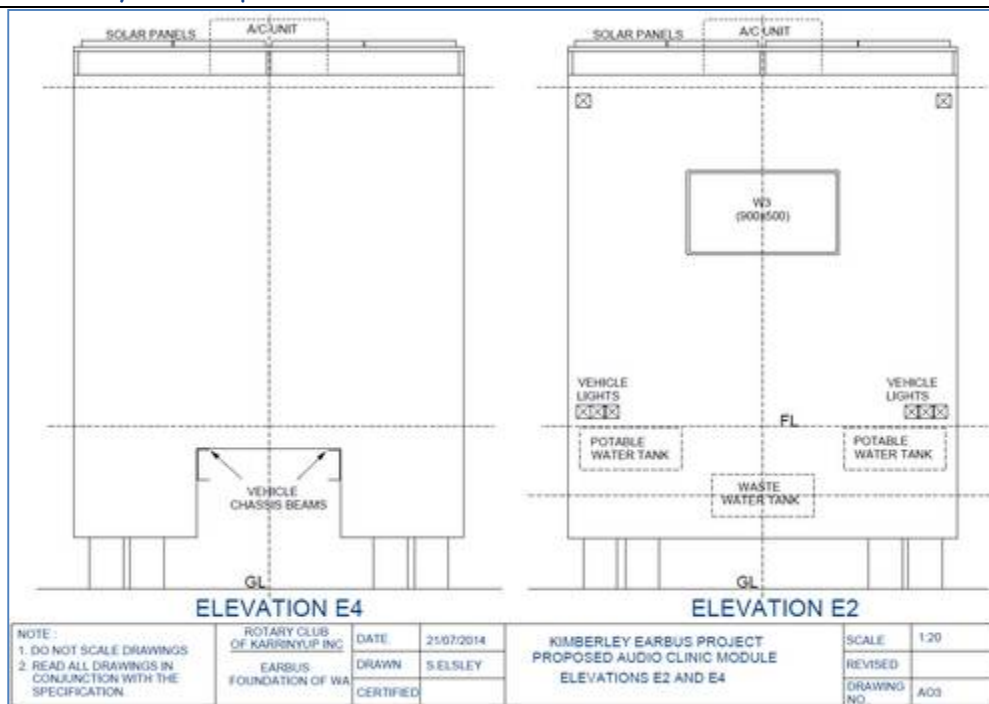 SOLAR PANELS
A/C UNIT
VEHICLE
CHASSIS BEAMS
GL
ELEVATION E4
SOLAR PANELS
A/C UNIT
W3
(900x500)
VEHICLE
LIGHTS
VEHICLE
LIGHTS
FL
POTABLE
WATER TANK
POTABLE
WATER TANK
WASTE
WATER TANK
GL
ELEVATION E2
NOTE :
1. DO NOT SCALE DRAWINGS
2. READ ALL DRAWINGS IN
CONJUNCTION WITH THE
SPECIFICATION.
ROTARY CLUB
OF KARRINYUP INC
EARBUS
FOUNDATION OF WA
DATE 21/07/2014
DRAWN S.ELSLEY
CERTIFIED
KIMBERLEY EARBUS PROJECT
PROPOSED AUDIO CLINIC MODULE
ELEVATIONS E2 AND E4
SCALE 1:20
REVISED
DRAWING
NO. AO3